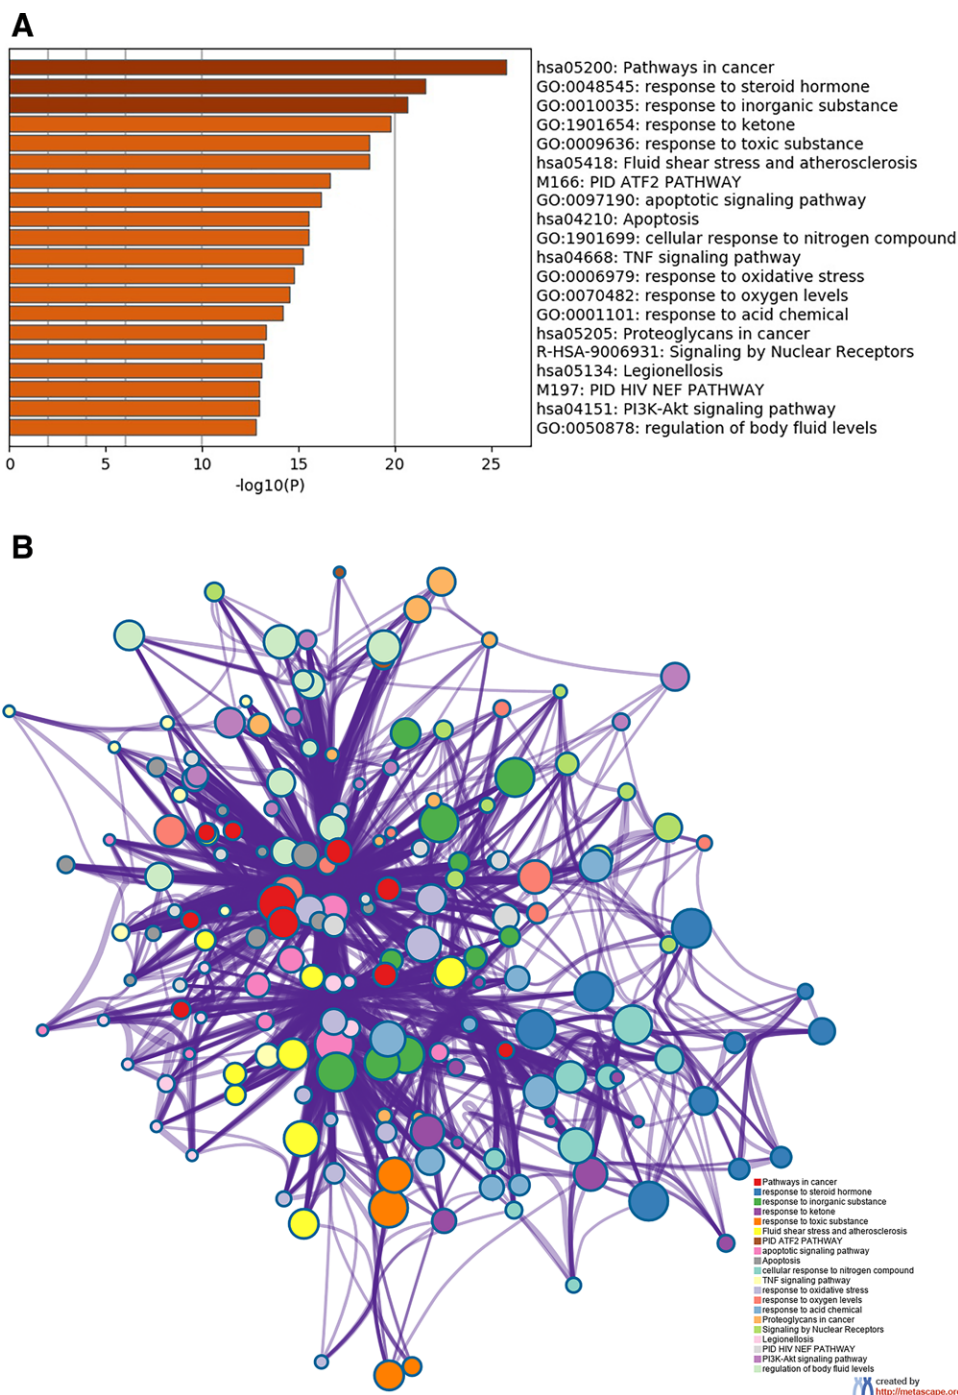 A
hsa05200: Pathways in cancer
GO:0048545: response to steroid hormone
GO:0010035: response to inorganic substance
GO:1901654: response to ketone
GO:0009636: response to toxic substance
hsa05418: Fluid shear stress and atherosclerosis
M166: PID ATF2 PATHWAY
GO:0097190: apoptotic signaling pathway
hsa04210: Apoptosis
GO:1901699: cellular response to nitrogen compound
hsa04668: TNF signaling pathway
GO:0006979: response to oxidative stress
GO:0070482: response to oxygen levels
GO:0001101: response to acid chemical
hsa05205: Proteoglycans in cancer
R-HSA-9006931: Signaling by Nuclear Receptors
hsa05134: Legionellosis
M197: PID HIV NEF PATHWAY
hsa04151: PI3K-Akt signaling pathway
GO:0050878: regulation of body fluid levels
0 5 10 15 20 25
-log10(P)
B
Pathways in cancer
response to steroid hormone
response to inorganic substance
response to ketone
response to toxic substance
Fluid shear stress and atherosclerosis
PID ATF2 PATHWAY
apoptotic signaling pathway
Apoptosis
cellular response to nitrogen compound
TNF signaling pathway
response to oxidative stress
response to oxygen levels
response to acid chemical
Proteoglycans in cancer
Signaling by Nuclear Receptors
Legionellosis
PID HIV NEF PATHWAY
PI3K-Akt signaling pathway
regulation of body fluid levels
created by
http://metascape.org